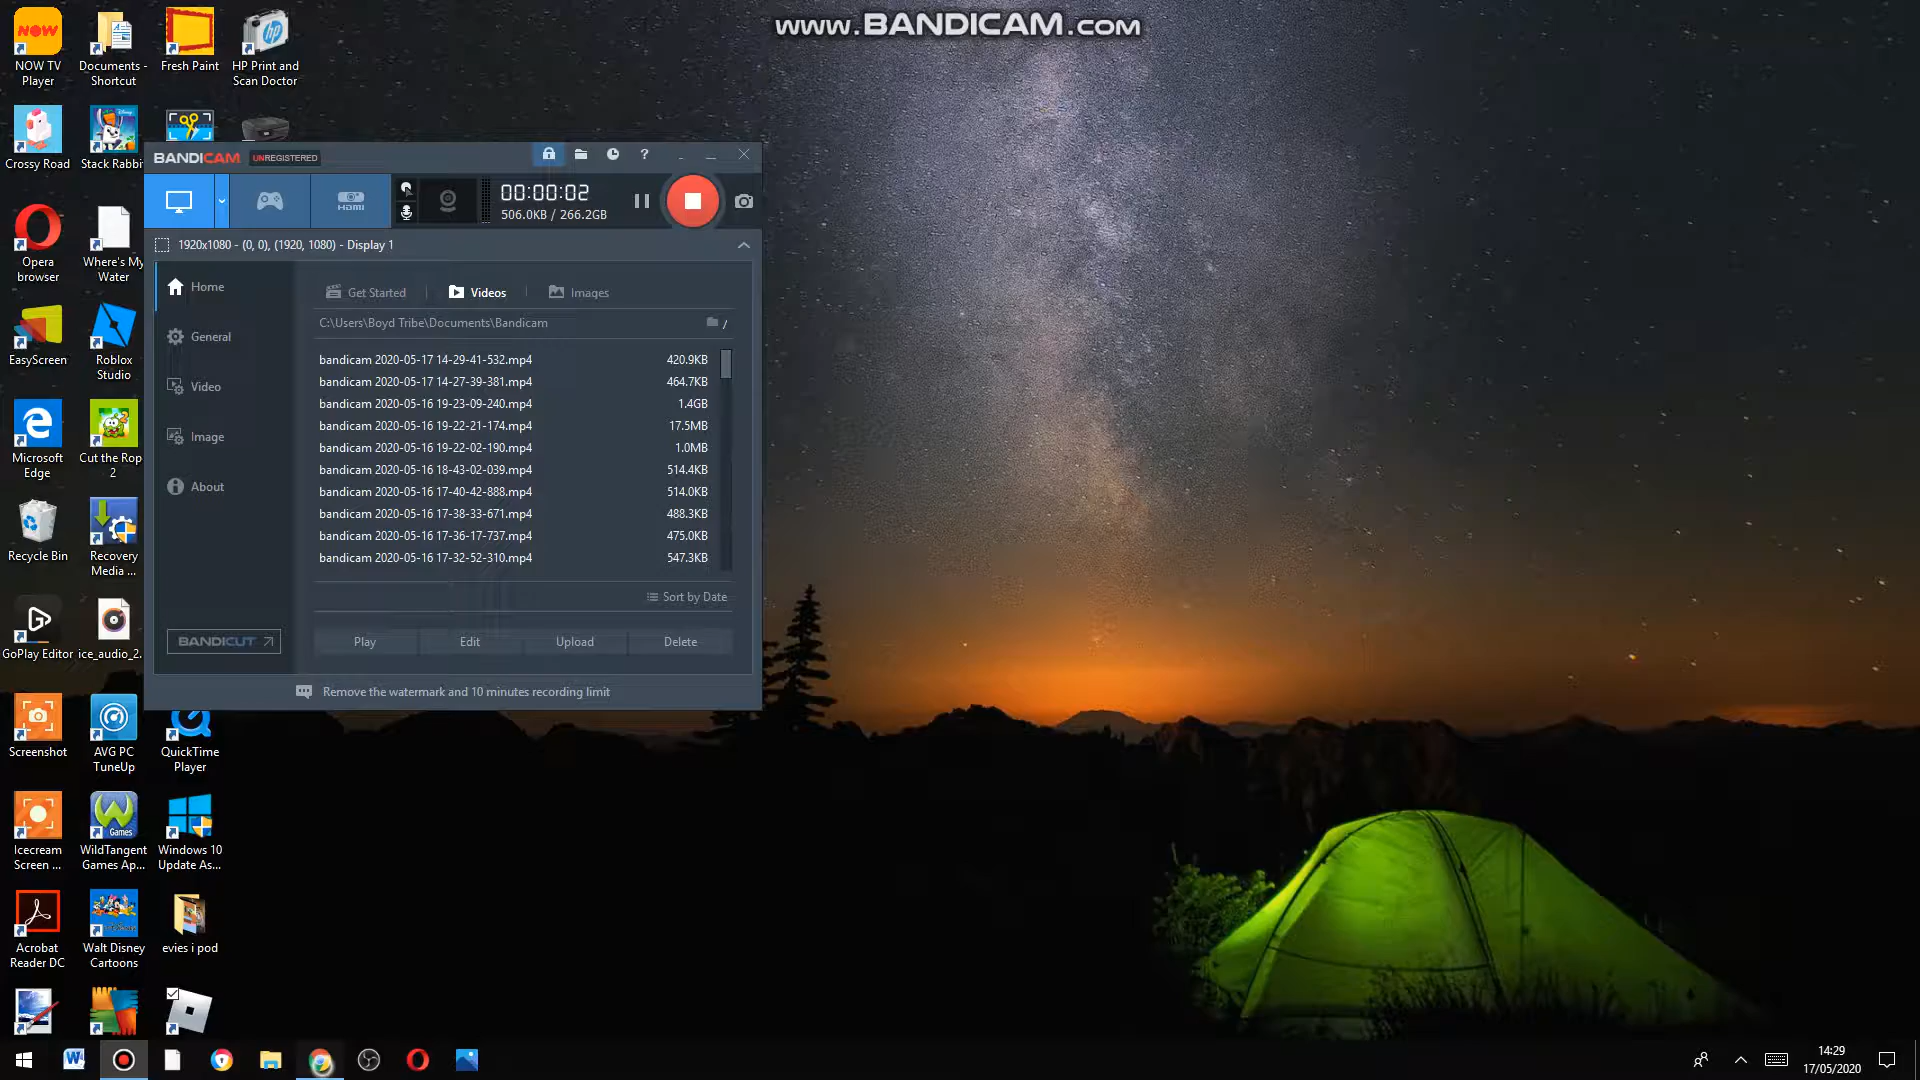 www.BANDICAM.com
NOW
NOW TV
Player
Documents -
Shortcut
Fresh Paint
HP Print and
Scan Doctor
Crossy Road
Stack Rabbi
Opera
browser
Where's My
Water
EasyScreen
Roblox
Studio
Microsoft
Edge
Cut the Rop
2
Recycle Bin
Recovery
Media ...
GoPlay Editor
ice_audio_2.
Screenshot
AVG PC
TuneUp
QuickTime
Player
Icecream
Screen ...
Games
WildTangent
Games Ap...
Windows 10
Update As...
Acrobat
Reader DC
Walt Disney
Cartoons
evies i pod
BANDICAM UNREGISTERED
?
HDMI
00:00:02
506.0KB / 266.2GB
1920x1080 - (0, 0), (1920, 1080) - Display 1
Home
General
Video
Image
About
BANDICUT
Get Started
Videos
Images
C:\Users\Boyd Tribe\Documents\Bandicam
/
bandicam 2020-05-17 14-29-41-532.mp4 420.9KB
bandicam 2020-05-17 14-27-39-381.mp4 464.7KB
bandicam 2020-05-16 19-23-09-240.mp4 1.4GB
bandicam 2020-05-16 19-22-21-174.mp4 17.5MB
bandicam 2020-05-16 19-22-02-190.mp4 1.0MB
bandicam 2020-05-16 18-43-02-039.mp4 514.4KB
bandicam 2020-05-16 17-40-42-888.mp4 514.0KB
bandicam 2020-05-16 17-38-33-671.mp4 488.3KB
bandicam 2020-05-16 17-36-17-737.mp4 475.0KB
bandicam 2020-05-16 17-32-52-310.mp4 547.3KB
Sort by Date
Play
Edit
Upload
Delete
Remove the watermark and 10 minutes recording limit
14:29
17/05/2020